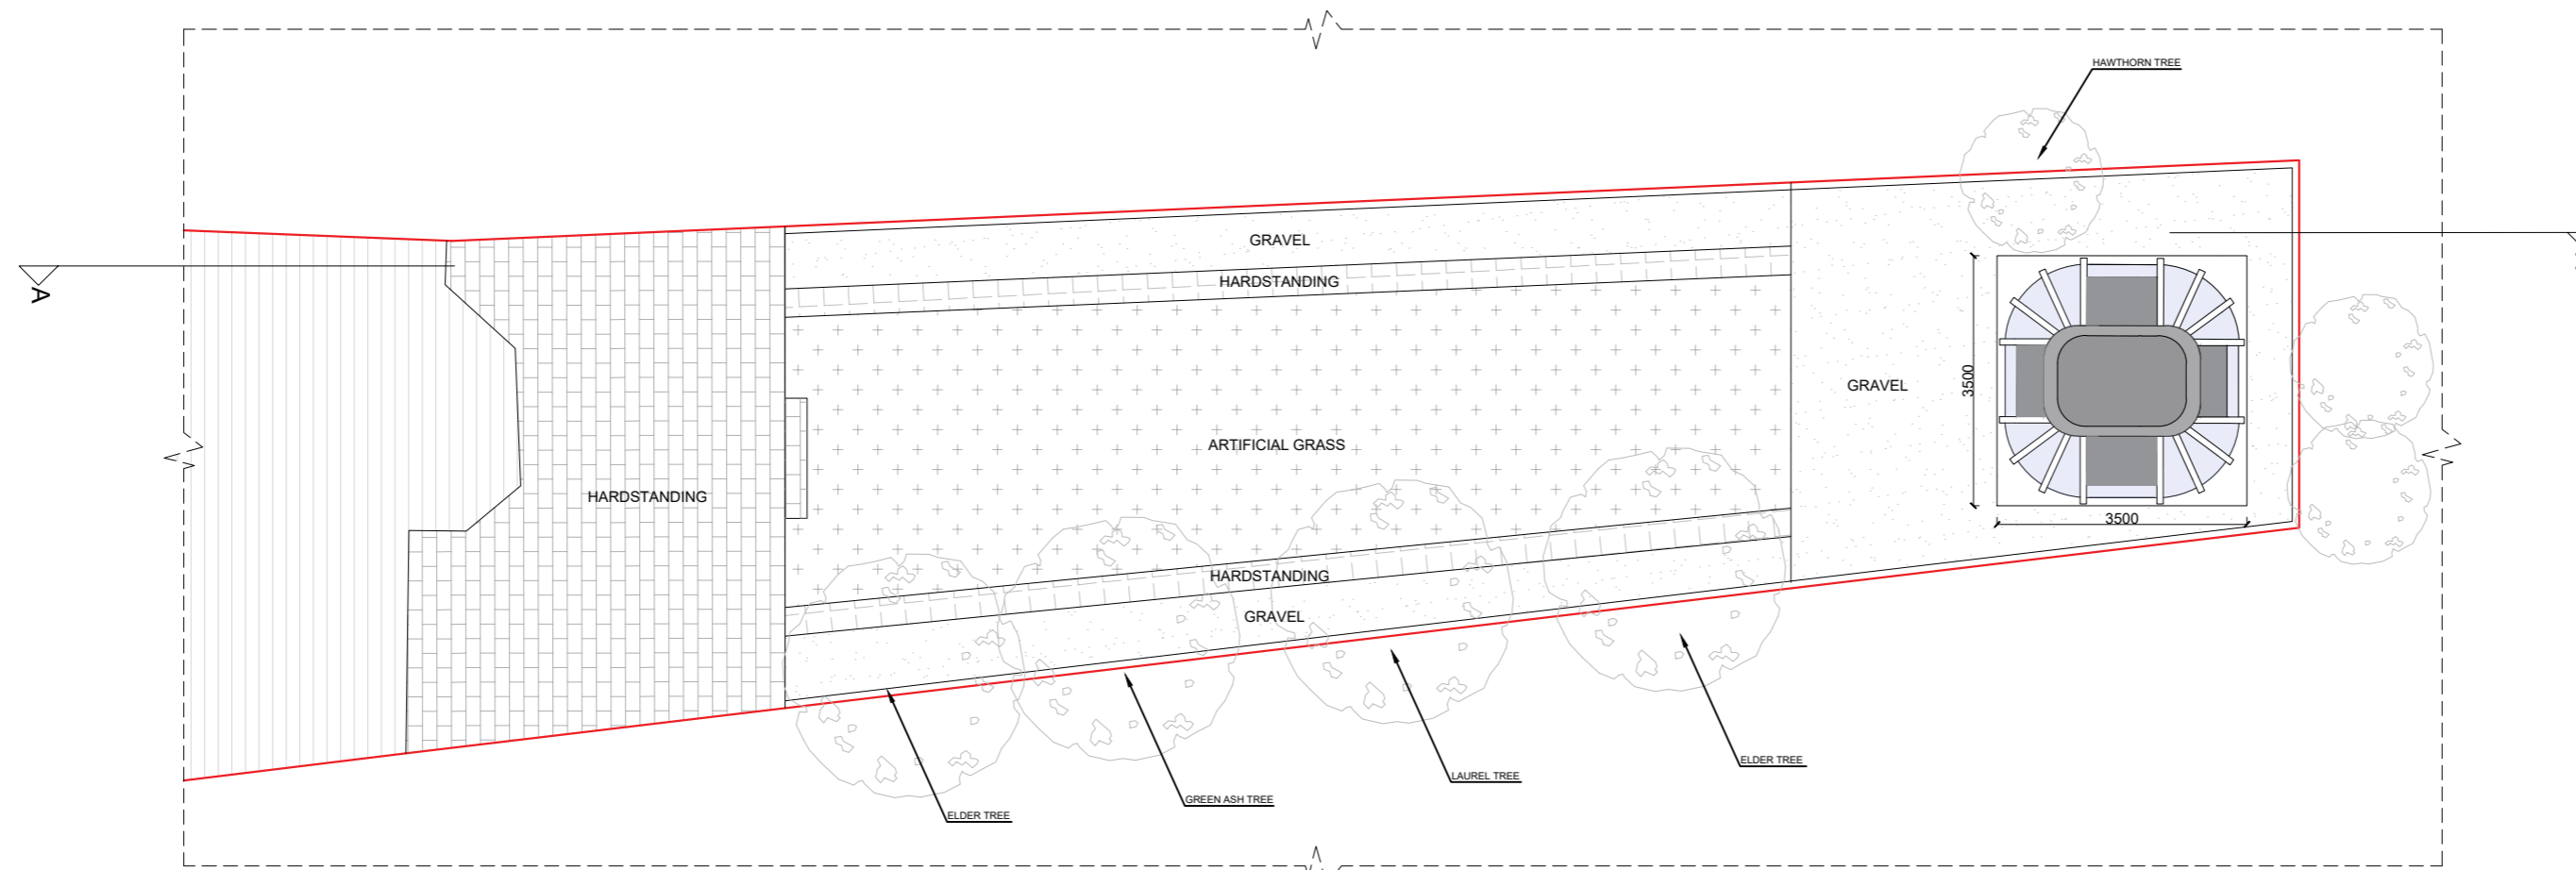 HAWTHORN TREE
GRAVEL
A
HARDSTANDING
3500
GRAVEL
ARTIFICIAL GRASS
HARDSTANDING
3500
HARDSTANDING
GRAVEL
ELDER TREE
LAUREL TREE
GREEN ASH TREE
ELDER TREE